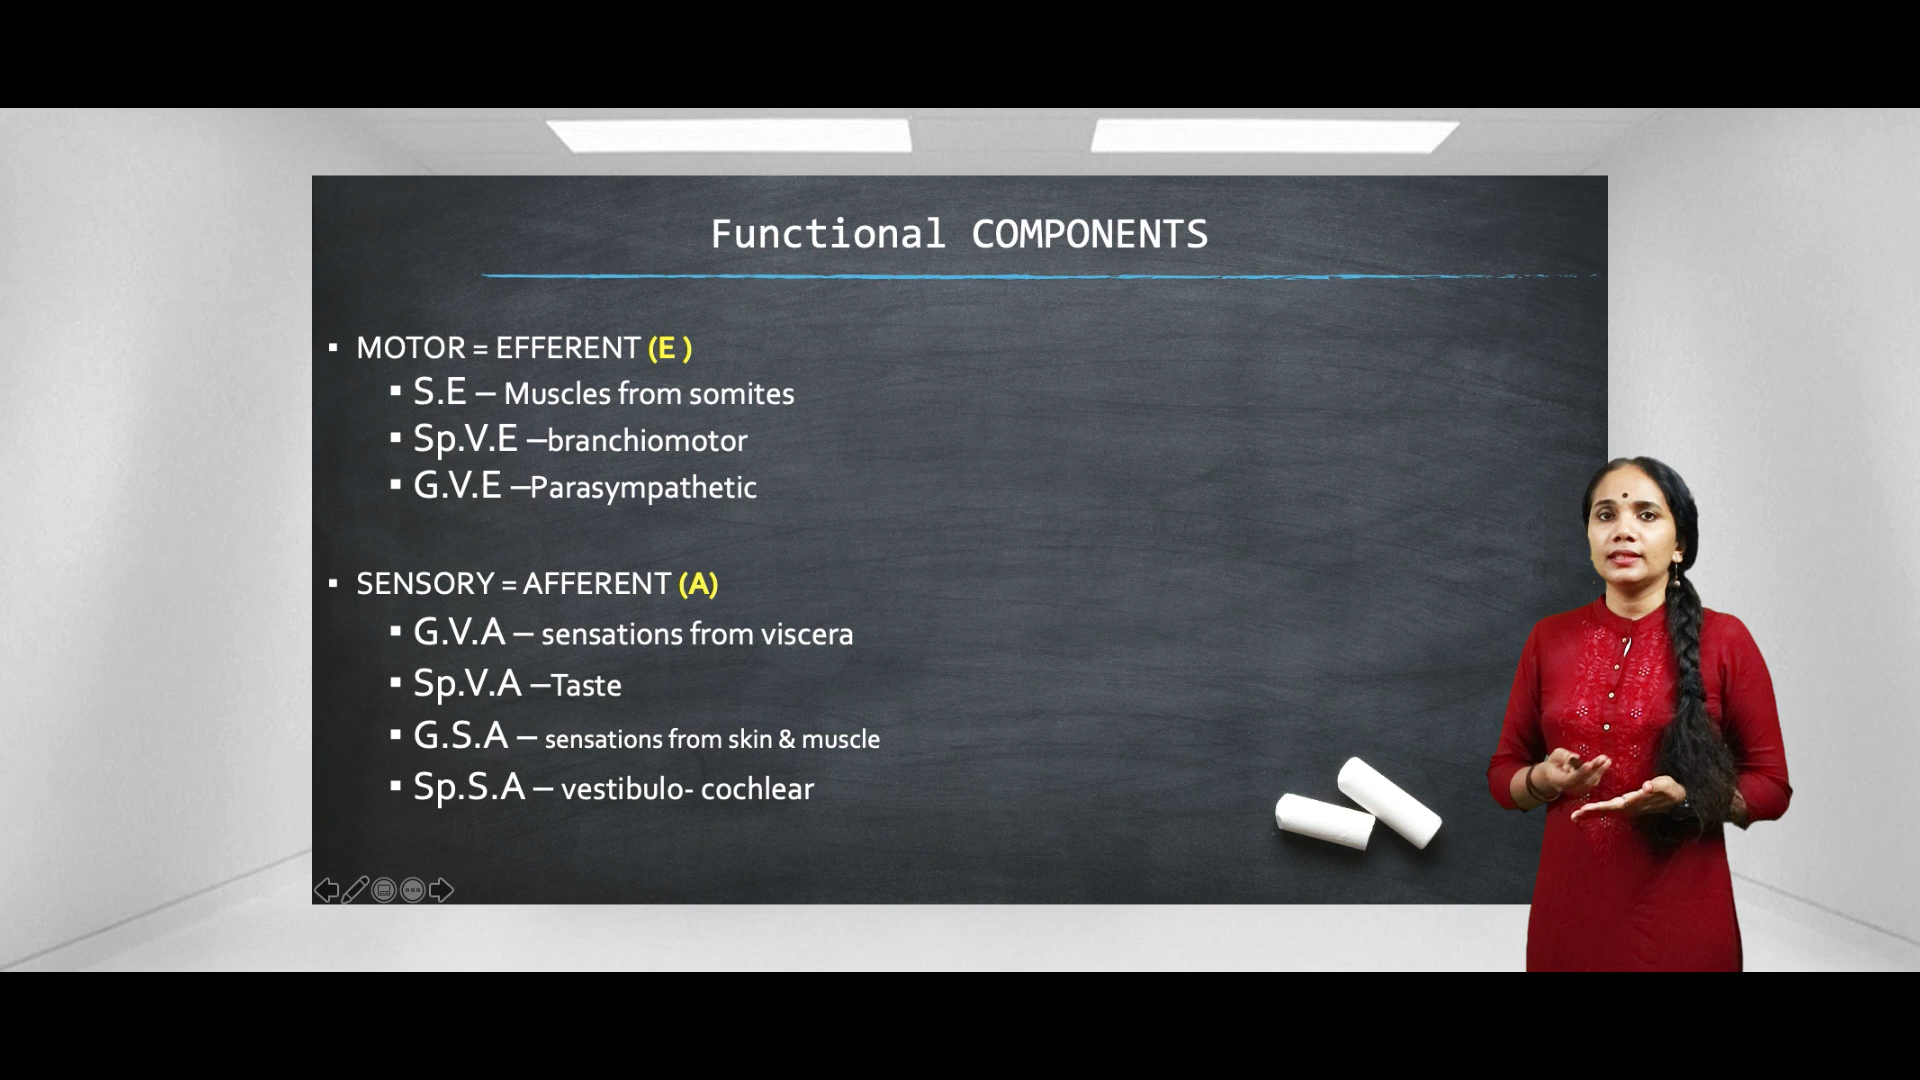 Functional COMPONENTS
▪ MOTOR = EFFERENT (E )
▪ S.E – Muscles from somites
▪ Sp.V.E –branchiomotor
▪ G.V.E –Parasympathetic
▪ SENSORY = AFFERENT (A)
▪ G.V.A – sensations from viscera
▪ Sp.V.A –Taste
▪ G.S.A – sensations from skin & muscle
▪ Sp.S.A – vestibulo- cochlear